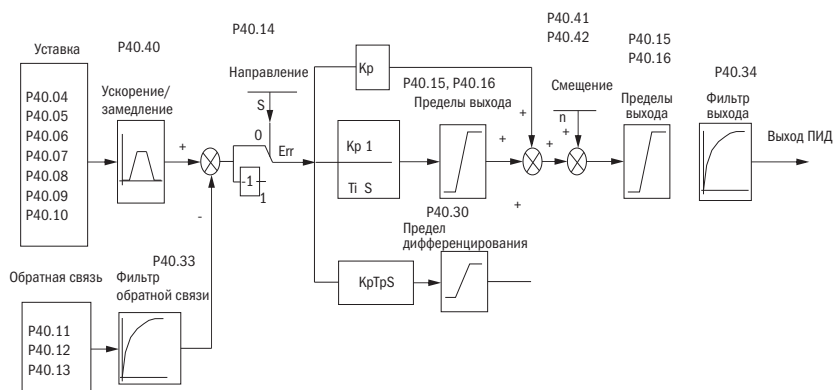 P40.40
P40.14
P40.41
P40.42
P40.15
P40.16
P40.34
Уставка
P40.04
P40.05
P40.06
P40.07
P40.08
P40.09
P40.10
Ускорение/
замедление
+
-
Направление
S
0
-1
1
Err
Kp
P40.15, P40.16
Пределы выхода
Kp 1
Ti S
+
+
+
P40.30
Предел
дифференцирования
KpTpS
Смещение
n
+
+
Пределы
выхода
Фильтр
выхода
Выход ПИД
P40.33
Обратная связь
Фильтр
обратной связи
P40.11
P40.12
P40.13